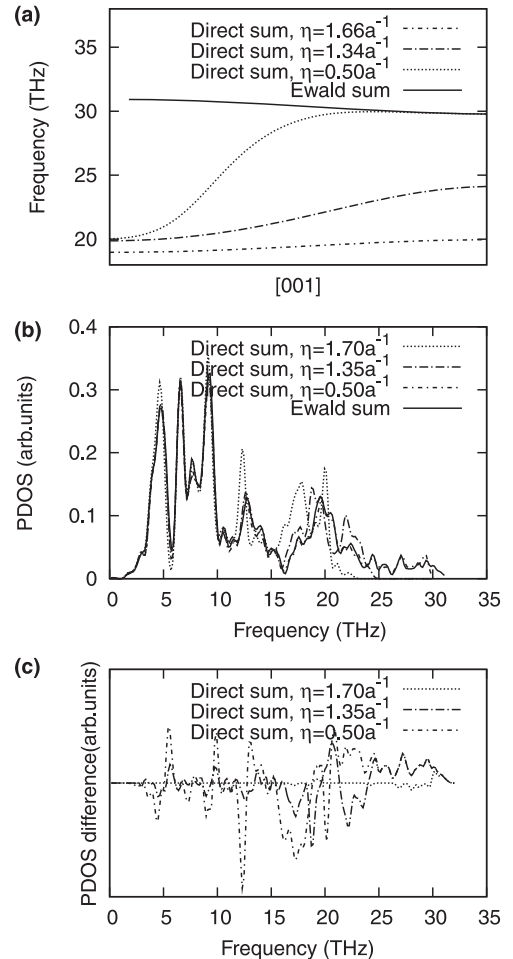 (a)
Direct sum, η=1.66a⁻¹
Direct sum, η=1.34a⁻¹
Direct sum, η=0.50a⁻¹
Ewald sum
Frequency (THz)
35
30
25
20
[001]
(b)
Direct sum, η=1.70a⁻¹
Direct sum, η=1.35a⁻¹
Direct sum, η=0.50a⁻¹
Ewald sum
PDOS (arb.units)
0.4
0.3
0.2
0.1
0
0 5 10 15 20 25 30 35
Frequency (THz)
(c)
Direct sum, η=1.70a⁻¹
Direct sum, η=1.35a⁻¹
Direct sum, η=0.50a⁻¹
PDOS difference(arb.units)
0 5 10 15 20 25 30 35
Frequency (THz)